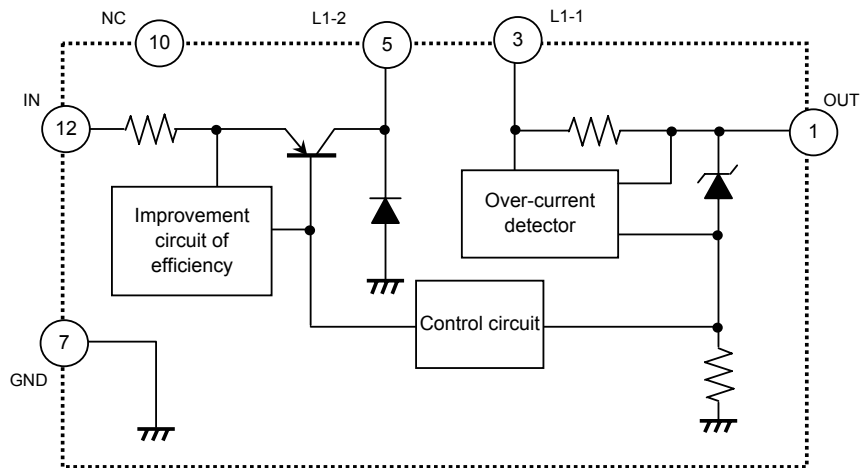 NC
10
L1-2
5
3
L1-1
IN
12
OUT
1
Improvement
circuit of
efficiency
Over-current
detector
Control circuit
7
GND